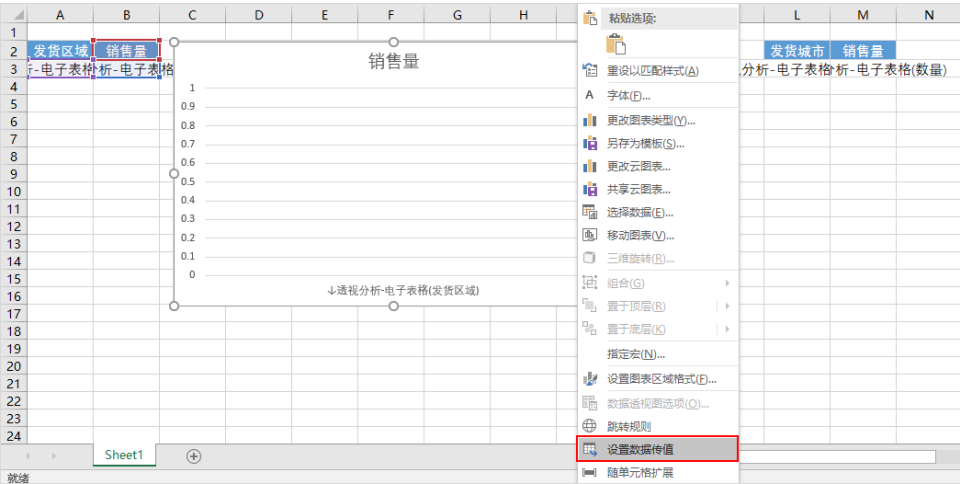 A B C D E F G H L M N
1
2 发货区域 销售量 发货城市 销售量
3 -电子表格 析-电子表格 分析-电子表格 析-电子表格(数量)
4
5
6
7
8
9
10
11
12
13
14
15
16
17
18
19
20
21
22
23
24
销售量
1
0.9
0.8
0.7
0.6
0.5
0.4
0.3
0.2
0.1
0
↓透视分析-电子表格(发货区域)
粘贴选项:
重设以匹配样式(A)
A 字体(F)...
更改图表类型(Y)...
另存为模板(S)...
更改云图表...
共享云图表...
选择数据(E)...
移动图表(V)...
三维旋转(R)...
组合(G)
置于顶层(R)
置于底层(K)
指定宏(N)...
设置图表区域格式(F)...
数据透视图选项(O)...
跳转规则
设置数据传值
随单元格扩展
Sheet1
就绪